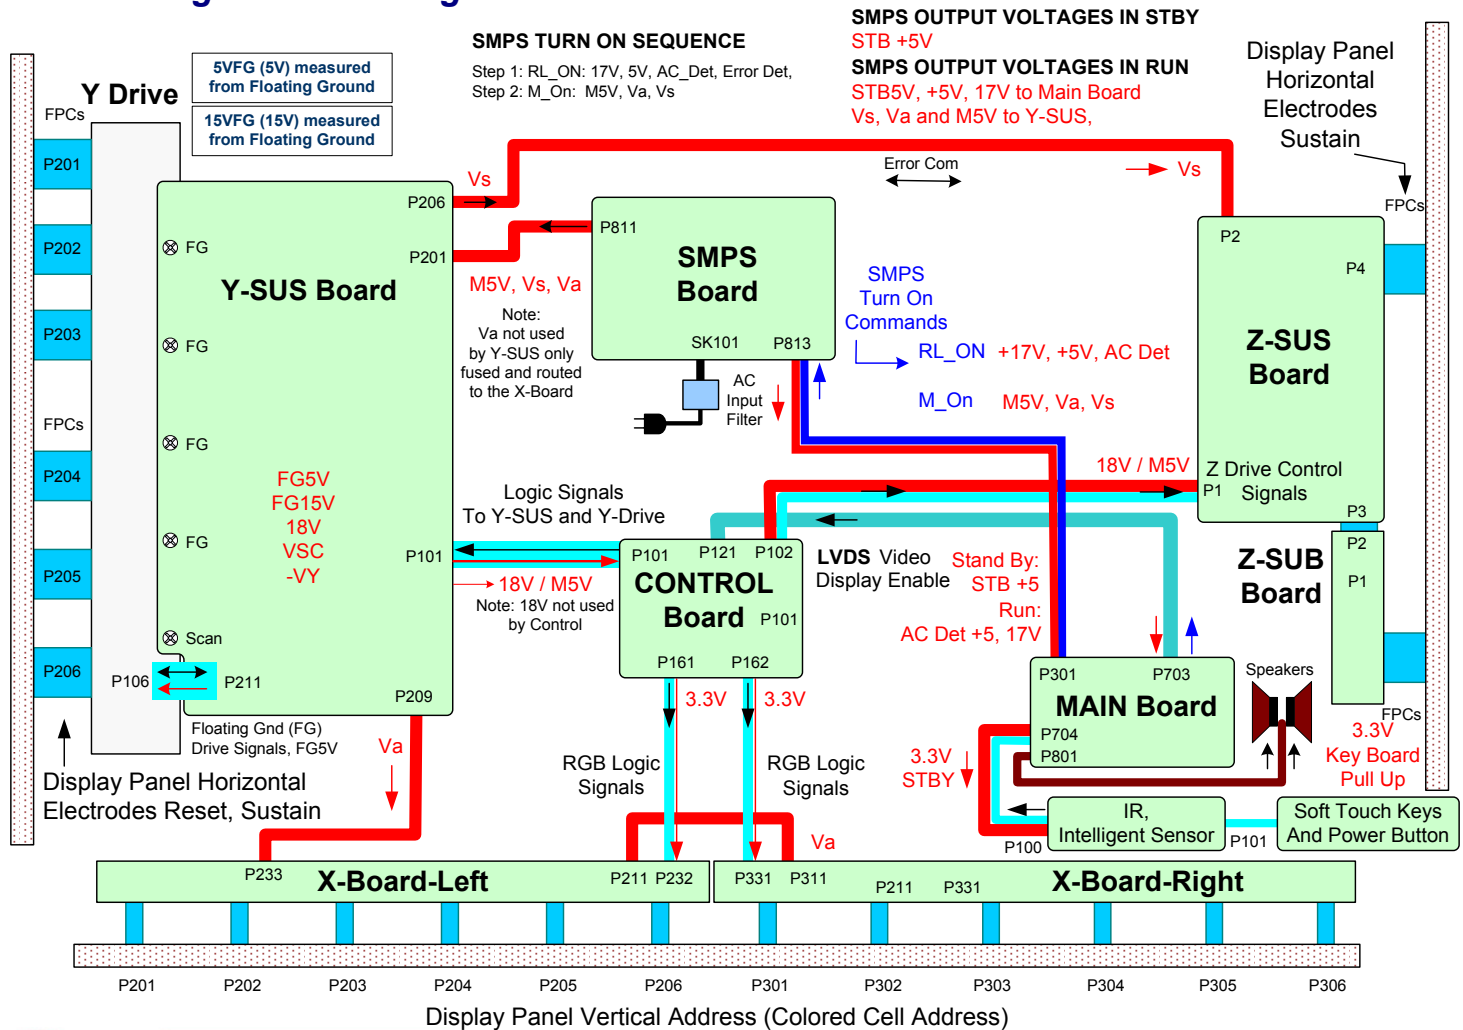 SMPS TURN ON SEQUENCE
Step 1: RL_ON: 17V, 5V, AC_Det, Error Det,
Step 2: M_On: M5V, Va, Vs
SMPS OUTPUT VOLTAGES IN STBY
STB +5V
SMPS OUTPUT VOLTAGES IN RUN
STB5V, +5V, 17V to Main Board
Vs, Va and M5V to Y-SUS,
Display Panel
Horizontal
Electrodes
Sustain
5VFG (5V) measured
from Floating Ground
15VFG (15V) measured
from Floating Ground
Y Drive
FPCs
P201
P202
P203
FPCs
P204
P205
P206
Y-SUS Board
P206
P201
FG
FG
FG
FG
Scan
FG5V
FG15V
18V
VSC
-VY
P101
P106
P211
P209
Floating Gnd (FG)
Drive Signals, FG5V
Display Panel Horizontal
Electrodes Reset, Sustain
Vs
M5V, Vs, Va
Note:
Va not used
by Y-SUS only
fused and routed
to the X-Board
P811
SMPS
Board
SK101
P813
AC
Input
Filter
Error Com
Vs
SMPS
Turn On
Commands
RL_ON
+17V, +5V, AC Det
M_On
M5V, Va, Vs
FPCs
P2
P4
Z-SUS
Board
18V / M5V
Z Drive Control
Signals
P1
P3
P2
P1
Z-SUB
Board
FPCs
Logic Signals
To Y-SUS and Y-Drive
18V / M5V
Note: 18V not used
by Control
P101
P121
P102
CONTROL
Board
P101
P161
P162
LVDS Video
Display Enable
Stand By:
STB +5
Run:
AC Det +5, 17V
P301
P703
MAIN Board
P704
P801
Speakers
3.3V
Key Board
Pull Up
3.3V
STBY
IR,
Intelligent Sensor
P100
P101
Soft Touch Keys
And Power Button
3.3V
3.3V
RGB Logic
Signals
RGB Logic
Signals
Va
Va
P233
X-Board-Left
P211
P232
P331
P311
P211
P331
X-Board-Right
P201
P202
P203
P204
P205
P206
P301
P302
P303
P304
P305
P306
Display Panel Vertical Address (Colored Cell Address)